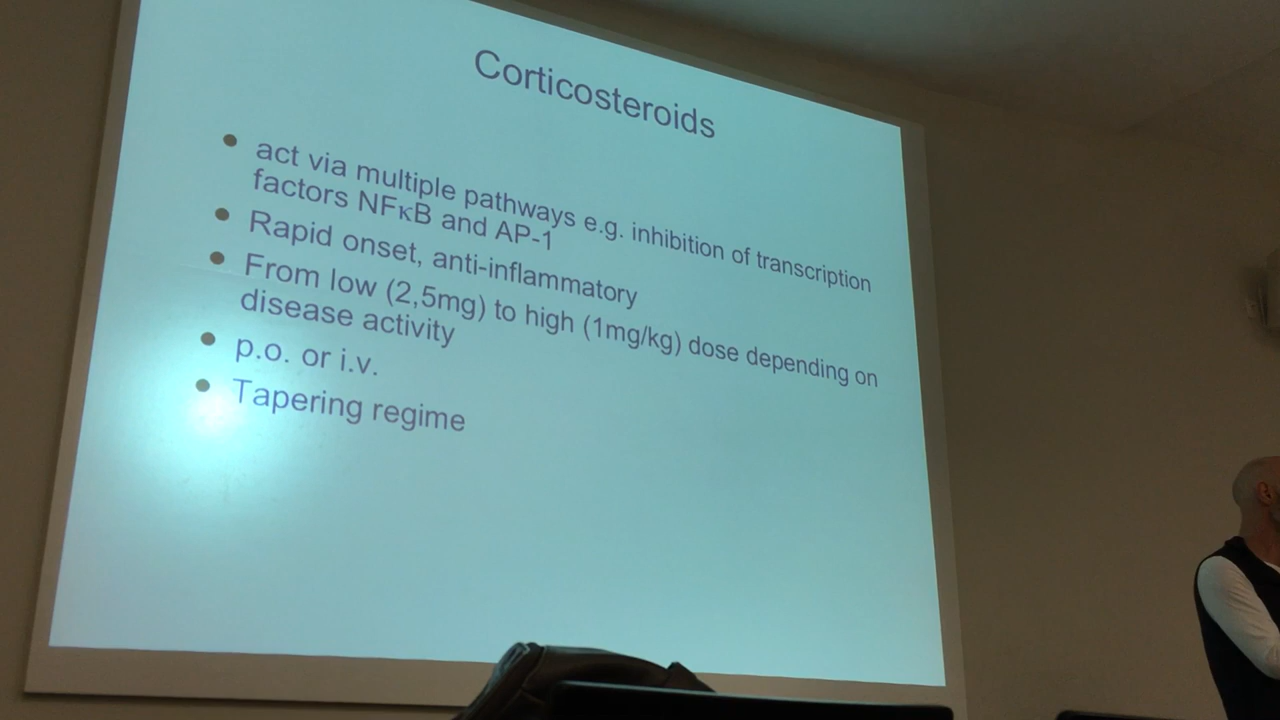 Corticosteroids
act via multiple pathways e.g. inhibition of transcription
factors NFκB and AP-1
Rapid onset, anti-inflammatory
From low (2,5mg) to high (1mg/kg) dose depending on
disease activity
p.o. or i.v.
Tapering regime